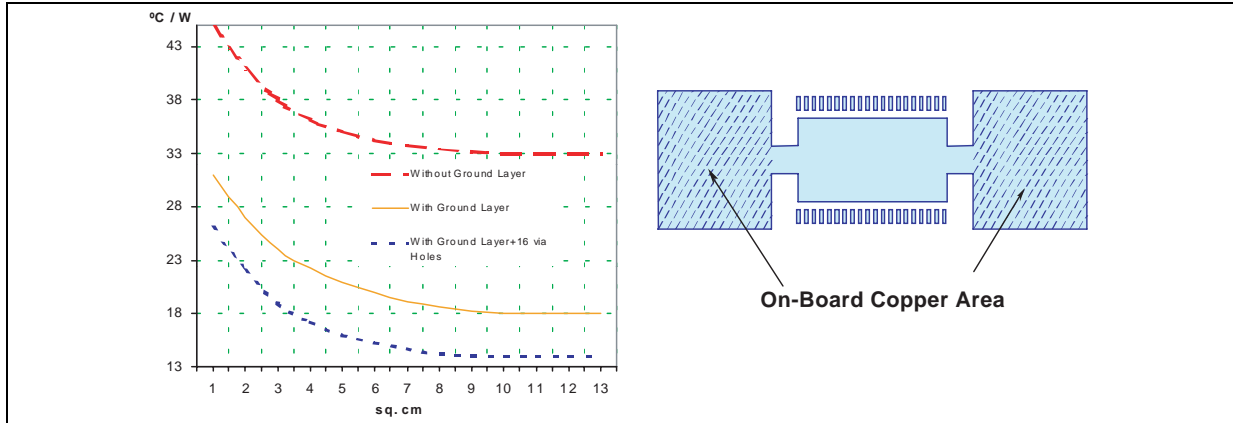 ºC / W
43
38
33
28
23
18
13
Without Ground Layer
With Ground Layer
With Ground Layer+16 via
Holes
1 2 3 4 5 6 7 8 9 10 11 12 13
sq. cm
On-Board Copper Area